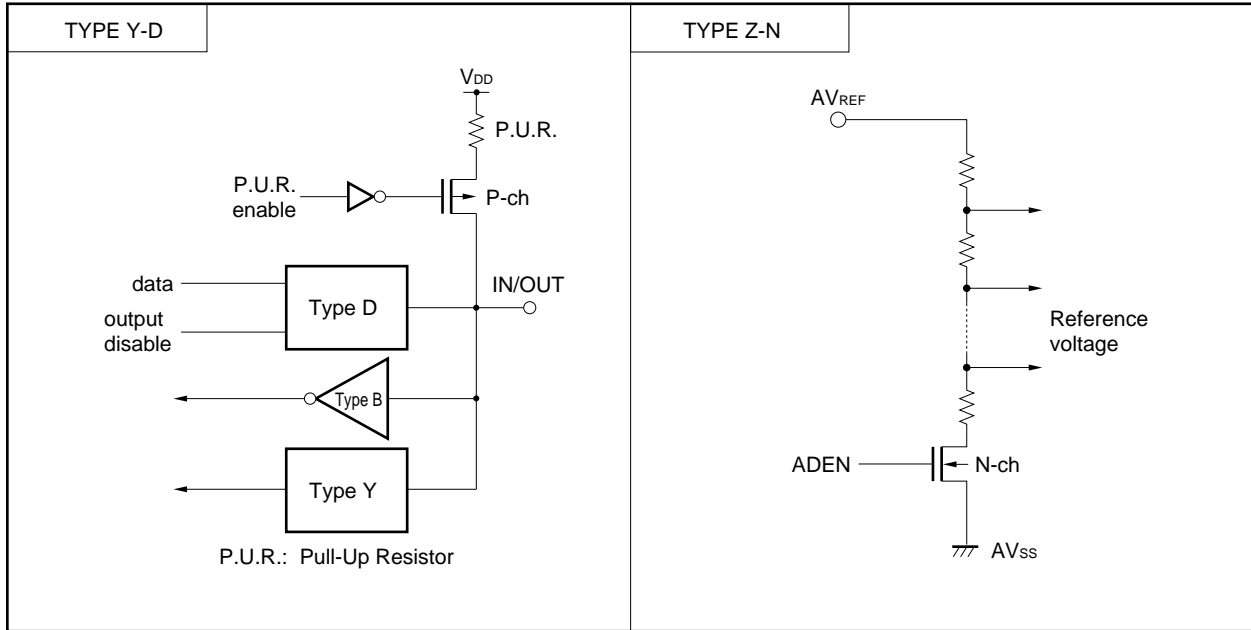 TYPE Y-D
VDD
P.U.R.
P.U.R.
enable
P-ch
data
Type D
IN/OUT
output
disable
Type B
Type Y
P.U.R.: Pull-Up Resistor
TYPE Z-N
AVREF
Reference
voltage
ADEN
N-ch
AVSS